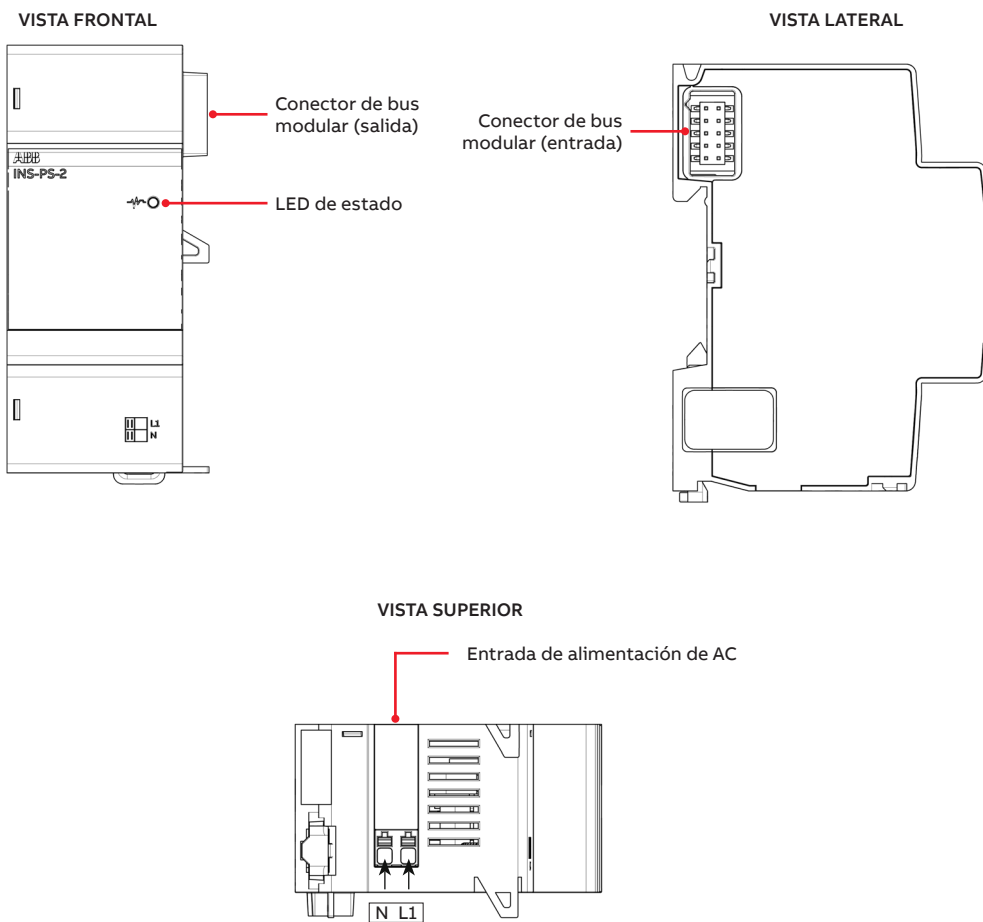 VISTA FRONTAL
VISTA LATERAL
Conector de bus
modular (salida)
Conector de bus
modular (entrada)
ABB
INS-PS-2
LED de estado
L1
N
VISTA SUPERIOR
Entrada de alimentación de AC
N L1